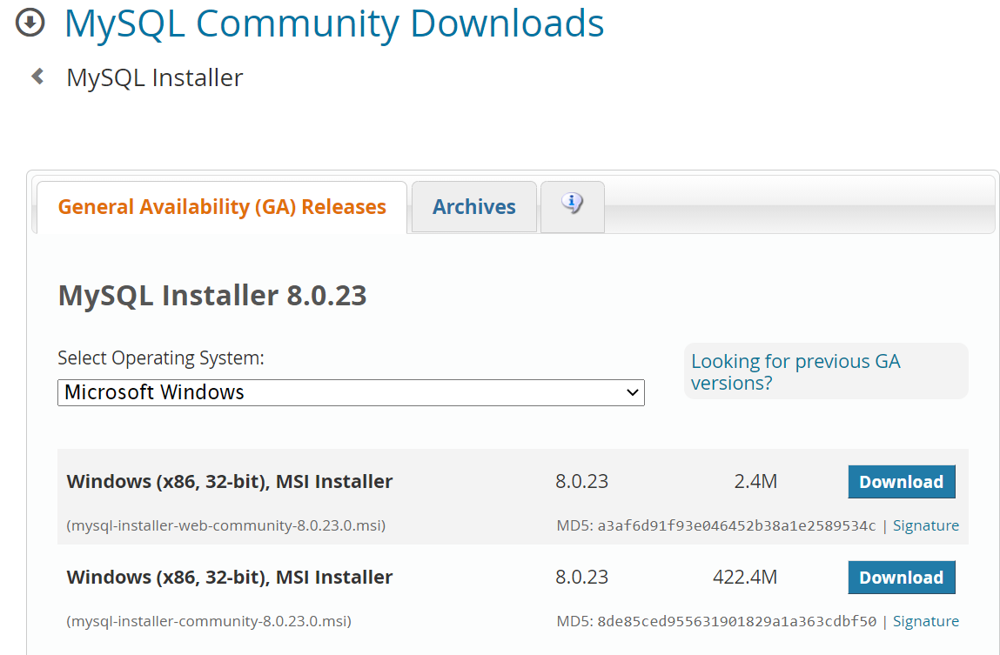 MySQL Community Downloads
MySQL Installer
General Availability (GA) Releases
Archives
i
MySQL Installer 8.0.23
Select Operating System:
Microsoft Windows
Looking for previous GA
versions?
Windows (x86, 32-bit), MSI Installer 8.0.23 2.4M Download
(mysql-installer-web-community-8.0.23.0.msi) MD5: a3af6d91f93e046452b38a1e2589534c | Signature
Windows (x86, 32-bit), MSI Installer 8.0.23 422.4M Download
(mysql-installer-community-8.0.23.0.msi) MD5: 8de85ced955631901829a1a363cdbf50 | Signature